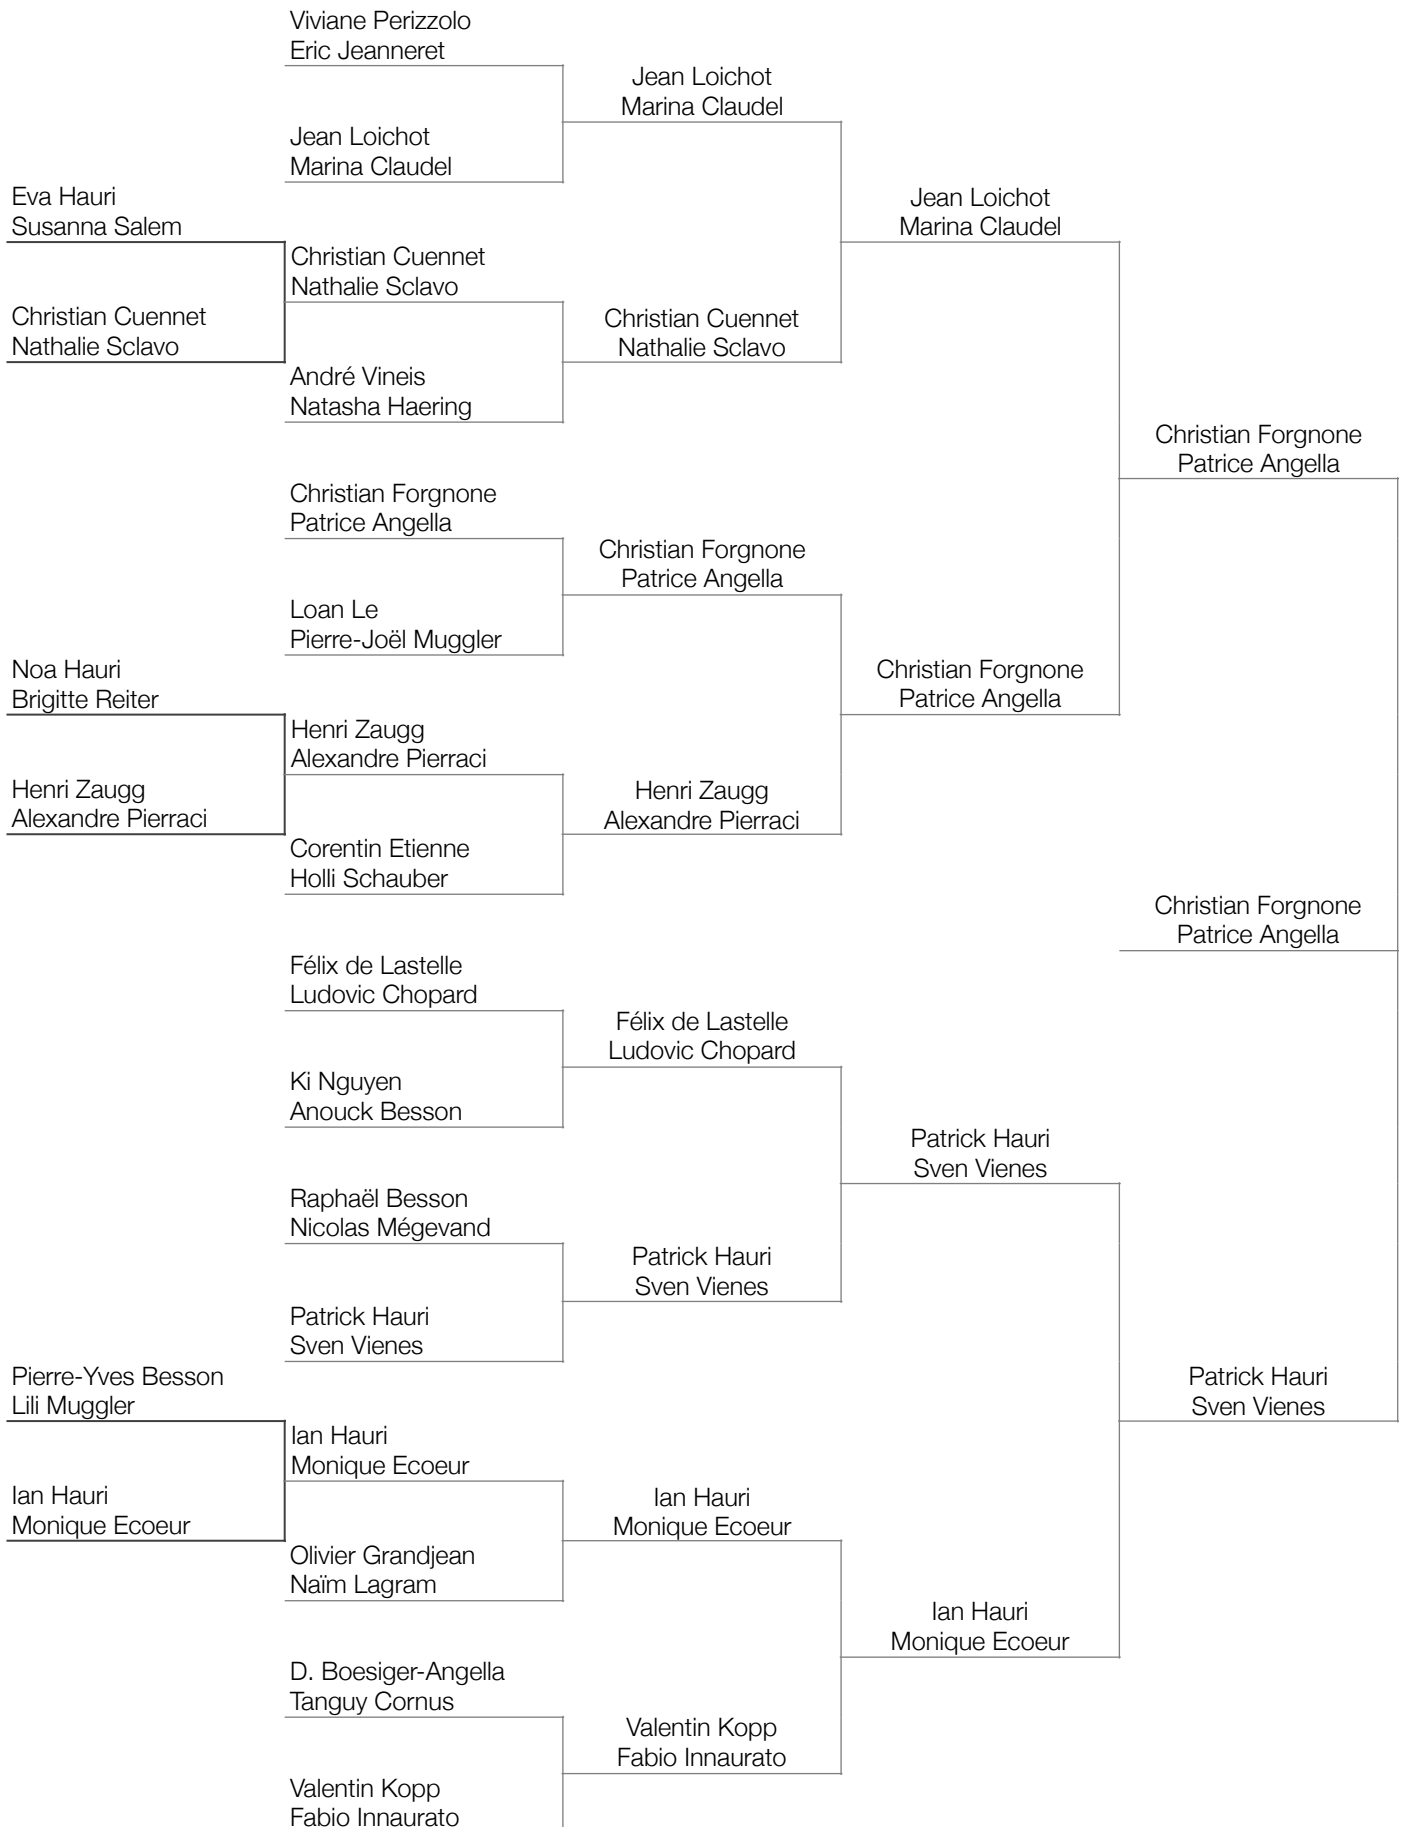 Viviane Perizzolo
Eric Jeanneret
Jean Loichot
Marina Claudel
Jean Loichot
Marina Claudel
Eva Hauri
Susanna Salem
Jean Loichot
Marina Claudel
Christian Cuennet
Nathalie Sclavo
Christian Cuennet
Nathalie Sclavo
Christian Cuennet
Nathalie Sclavo
André Vineis
Natasha Haering
Christian Forgnone
Patrice Angella
Christian Forgnone
Patrice Angella
Christian Forgnone
Patrice Angella
Loan Le
Pierre-Joël Muggler
Noa Hauri
Brigitte Reiter
Christian Forgnone
Patrice Angella
Henri Zaugg
Alexandre Pierraci
Henri Zaugg
Alexandre Pierraci
Henri Zaugg
Alexandre Pierraci
Corentin Etienne
Holli Schauber
Christian Forgnone
Patrice Angella
Félix de Lastelle
Ludovic Chopard
Félix de Lastelle
Ludovic Chopard
Ki Nguyen
Anouck Besson
Patrick Hauri
Sven Vienes
Raphaël Besson
Nicolas Mégevand
Patrick Hauri
Sven Vienes
Patrick Hauri
Sven Vienes
Pierre-Yves Besson
Lili Muggler
Patrick Hauri
Sven Vienes
Ian Hauri
Monique Ecoeur
Ian Hauri
Monique Ecoeur
Ian Hauri
Monique Ecoeur
Olivier Grandjean
Naïm Lagram
Ian Hauri
Monique Ecoeur
D. Boesiger-Angella
Tanguy Cornus
Valentin Kopp
Fabio Innaurato
Valentin Kopp
Fabio Innaurato